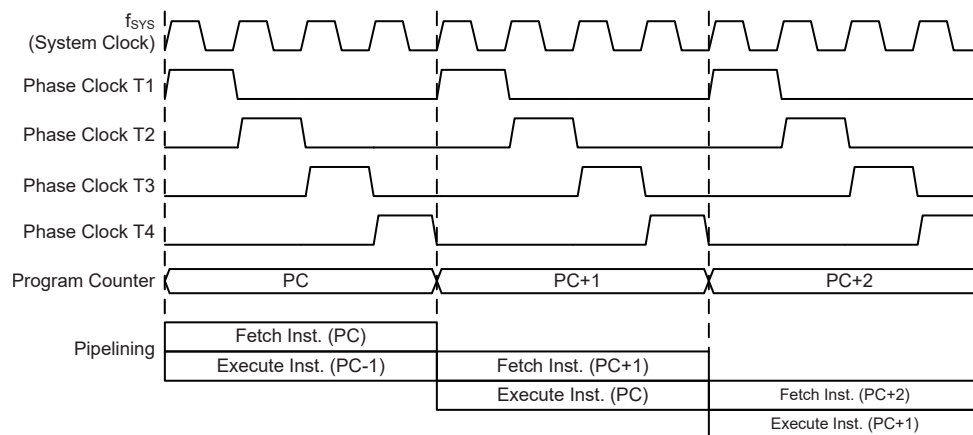 fSYS
(System Clock)
Phase Clock T1
Phase Clock T2
Phase Clock T3
Phase Clock T4
Program Counter PC PC+1 PC+2
Pipelining
Fetch Inst. (PC)
Execute Inst. (PC-1) Fetch Inst. (PC+1)
Execute Inst. (PC) Fetch Inst. (PC+2)
Execute Inst. (PC+1)